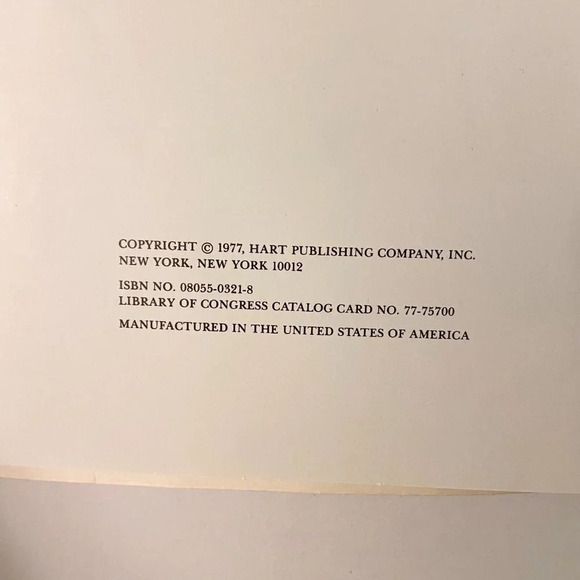 COPYRIGHT © 1977, HART PUBLISHING COMPANY, INC.
NEW YORK, NEW YORK 10012
ISBN NO. 08055-0321-8
LIBRARY OF CONGRESS CATALOG CARD NO. 77-75700
MANUFACTURED IN THE UNITED STATES OF AMERICA